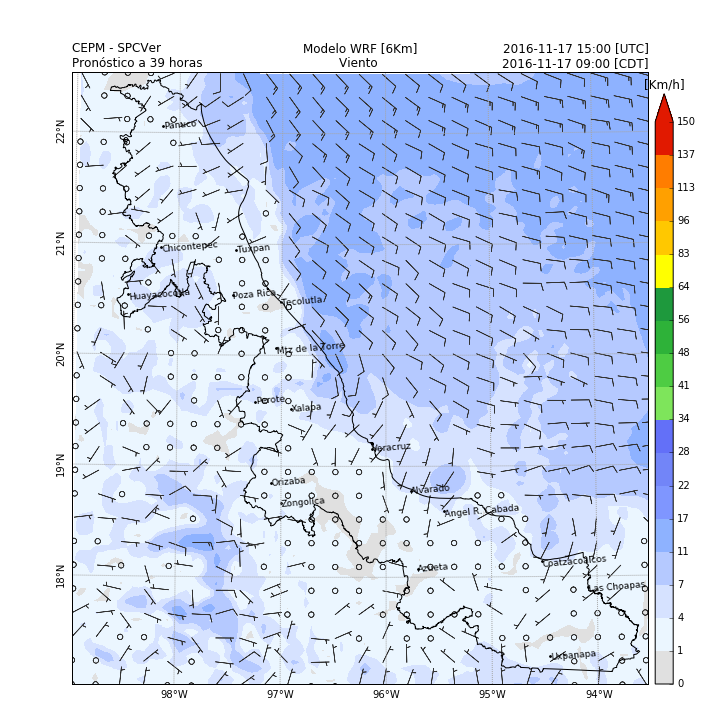 CEPM - SPCVer
Modelo WRF [6Km]
2016-11-17 15:00 [UTC]
Pronóstico a 39 horas
Viento
2016-11-17 09:00 [CDT]
[Km/h]
150
137
113
96
83
64
56
48
41
34
28
22
17
11
7
4
1
0
22°N
21°N
20°N
19°N
18°N
98°W
97°W
96°W
95°W
94°W
Panuco
Chicontepec
Tuxpan
Huayacocotla
Poza Rica
Tecolutla
Mtz de la Torre
Perote
Xalapa
Veracruz
Orizaba
Alvarado
Zongolica
Angel R. Cabada
Azueta
Coatzacoalcos
Las Choapas
Uxpanapa